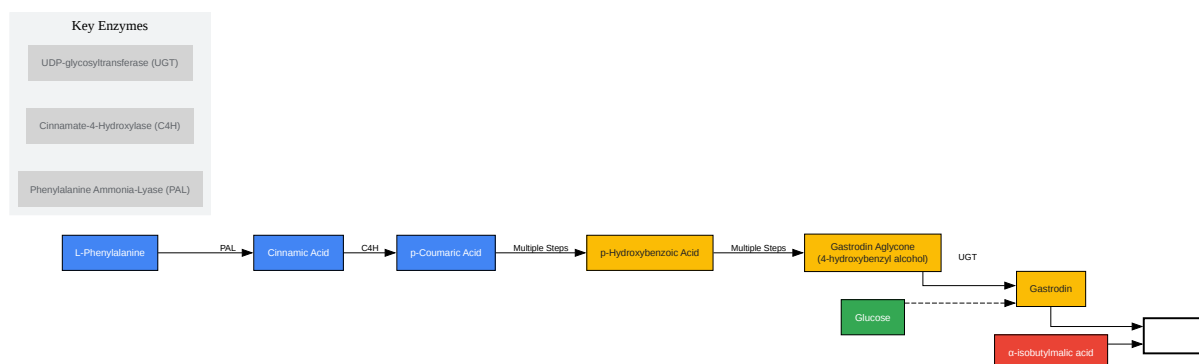 Key Enzymes
UDP-glycosyltransferase (UGT)
Cinnamate-4-Hydroxylase (C4H)
Phenylalanine Ammonia-Lyase (PAL)
L-Phenylalanine
PAL
Cinnamic Acid
C4H
p-Coumaric Acid
Multiple Steps
p-Hydroxybenzoic Acid
Multiple Steps
Gastrodin Aglycone
(4-hydroxybenzyl alcohol)
UGT
Gastrodin
Glucose
α-isobutylmalic acid